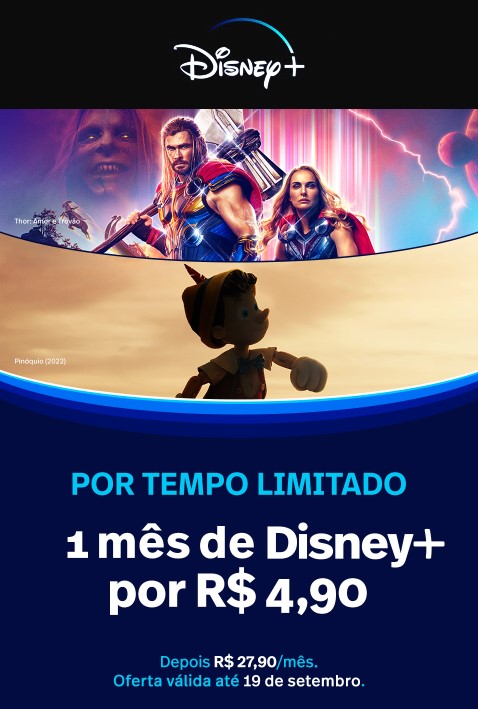 Disney+
Thor: Amor e Trovão
Pinóquio (2022)
POR TEMPO LIMITADO
1 mês de Disney+
por R$ 4,90
Depois R$ 27,90/mês.
Oferta válida até 19 de setembro.